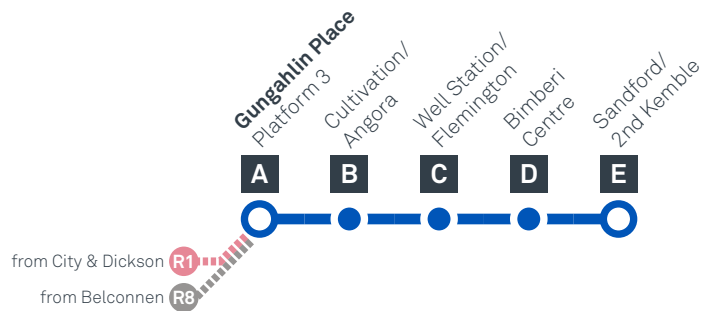 Gungahlin Place
Platform 3
Cultivation/
Angora
Well Station/
Flemington
Bimberi
Centre
Sandford/
2nd Kemble
A
B
C
D
E
from City & Dickson R1
from Belconnen R8